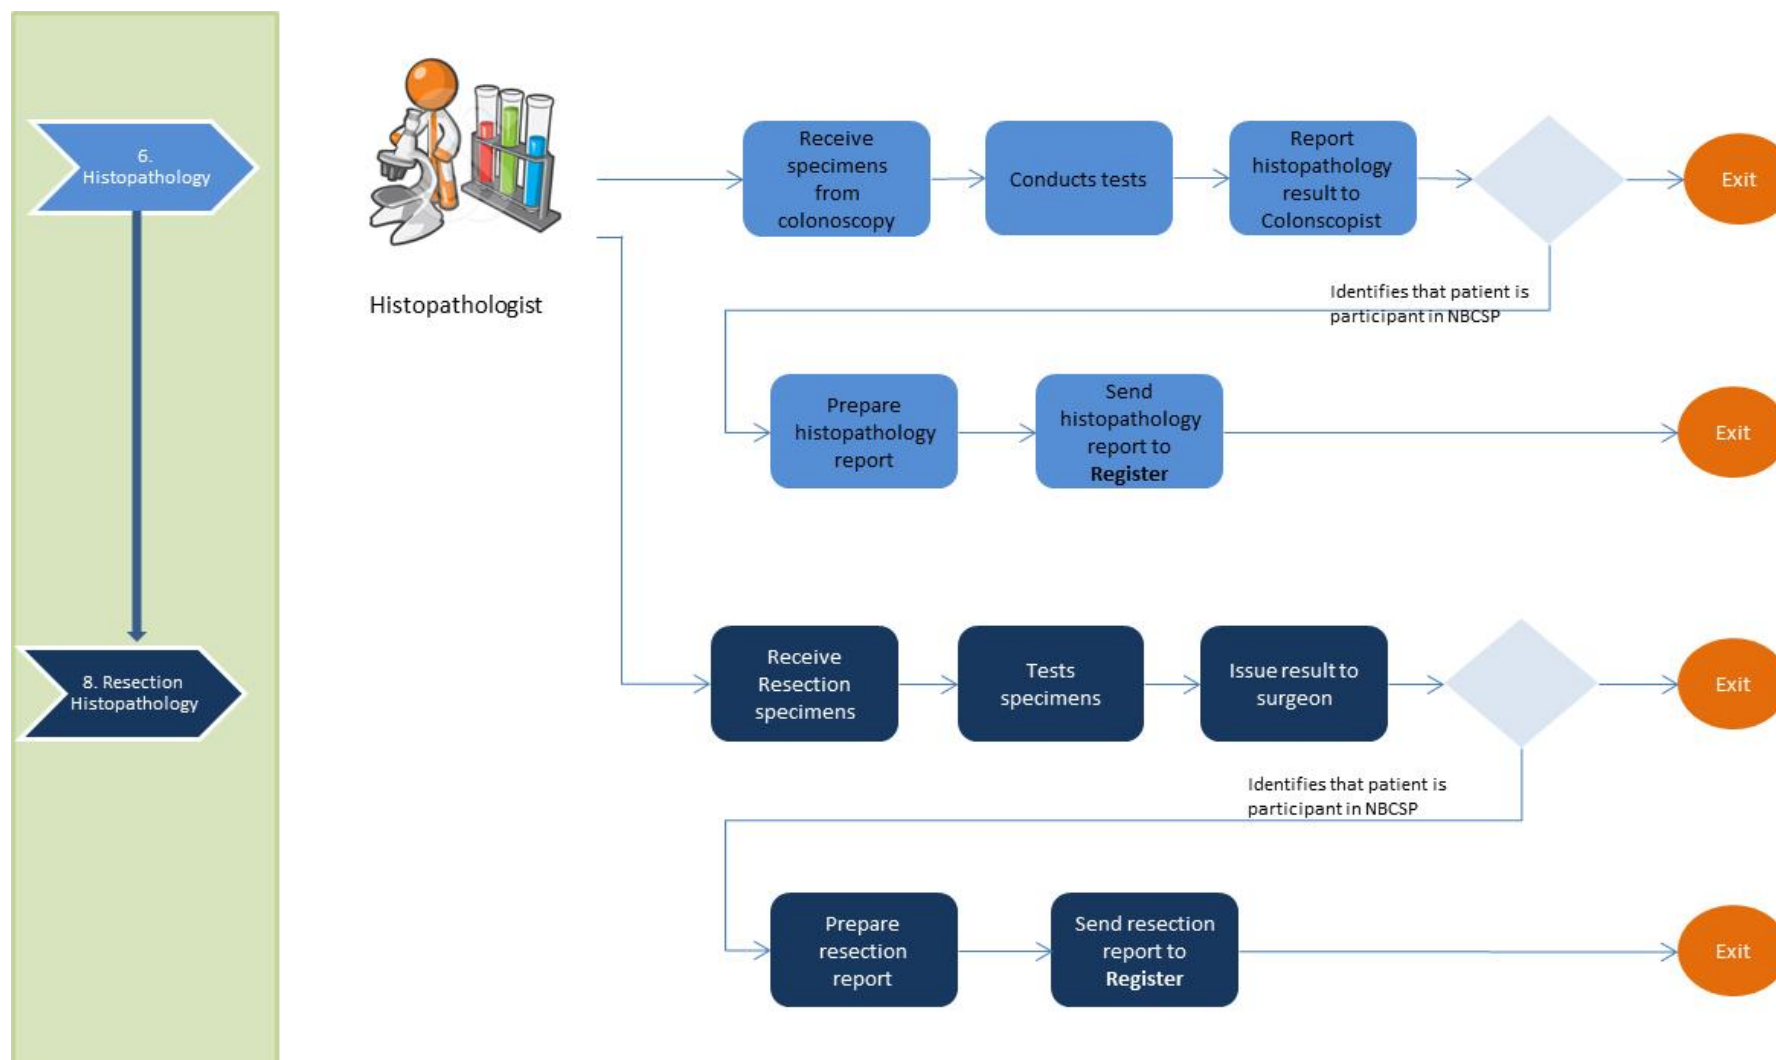 6.
Histopathology
Histopathologist
Receive
specimens
from
colonoscopy
Conducts tests
Report
histopathology
result to
Colonscopist
Exit
Identifies that patient is
participant in NBCSP
Prepare
histopathology
report
Send
histopathology
report to
Register
Exit
8. Resection
Histopathology
Receive
Resection
specimens
Tests
specimens
Issue result to
surgeon
Exit
Identifies that patient is
participant in NBCSP
Prepare
resection
report
Send resection
report to
Register
Exit